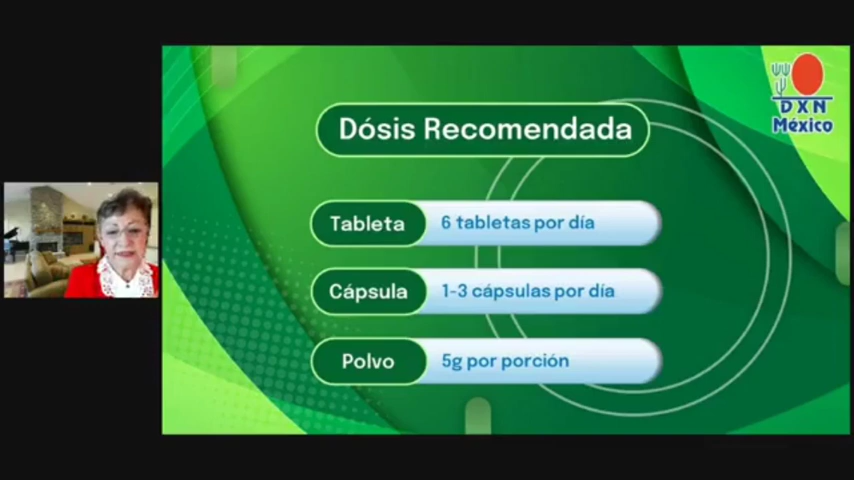 DXN
México
Dósis Recomendada
Tableta 6 tabletas por día
Cápsula 1-3 cápsulas por día
Polvo 5g por porción